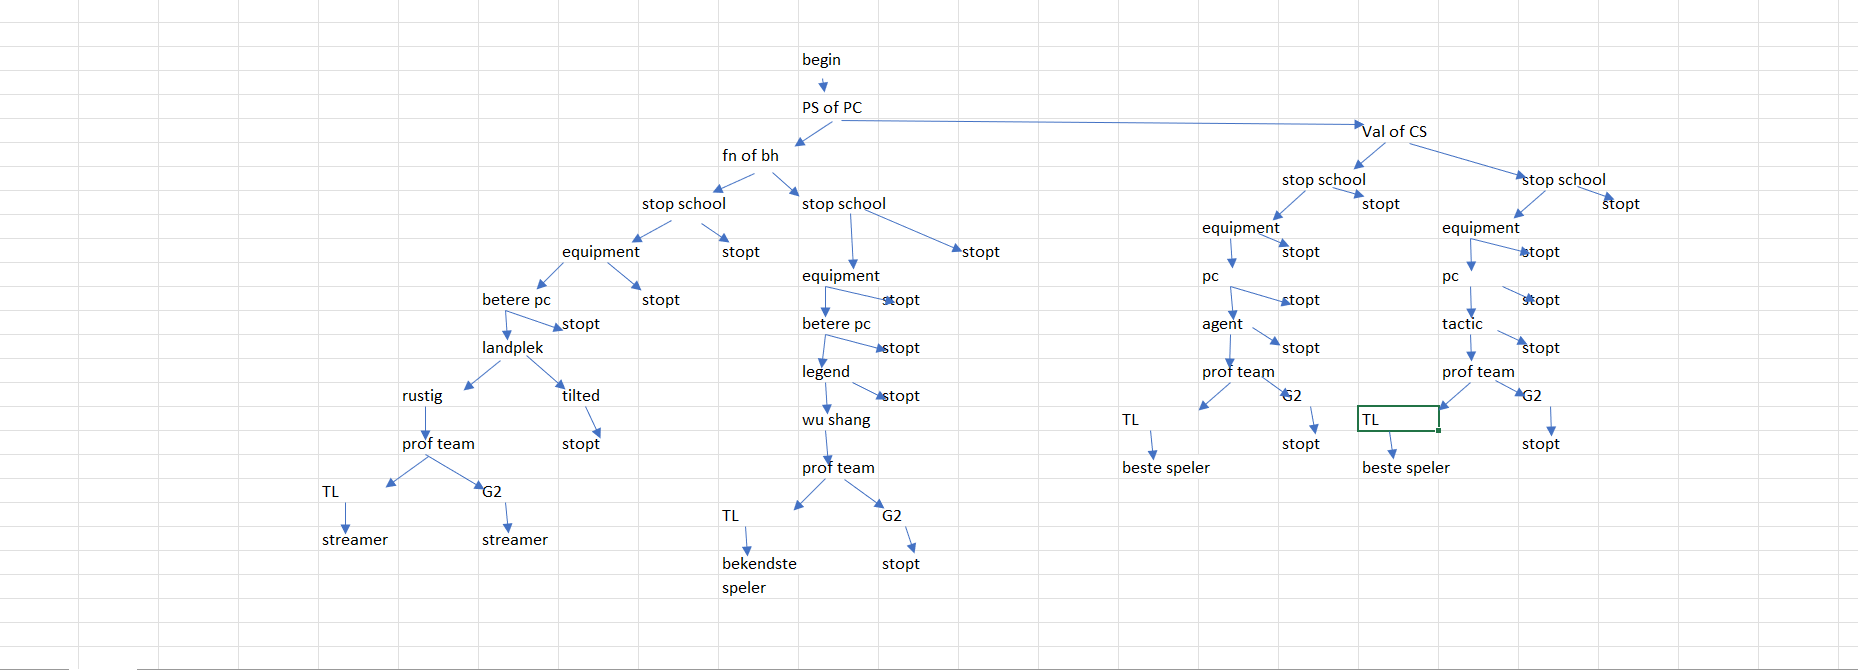 begin
PS of PC
Val of CS
fn of bh
stop school
stop school
stop school
stop school
stopt
stopt
equipment
equipment
equipment
stopt
stopt
stopt
stopt
equipment
pc
pc
betere pc
stopt
stopt
stopt
stopt
stopt
betere pc
agent
tactic
landplek
stopt
stopt
stopt
legend
prof team
prof team
rustig
tilted
stopt
G2
G2
wu shang
TL
TL
prof team
stopt
stopt
stopt
prof team
beste speler
beste speler
TL
G2
TL
G2
streamer
streamer
bekendste
stopt
speler